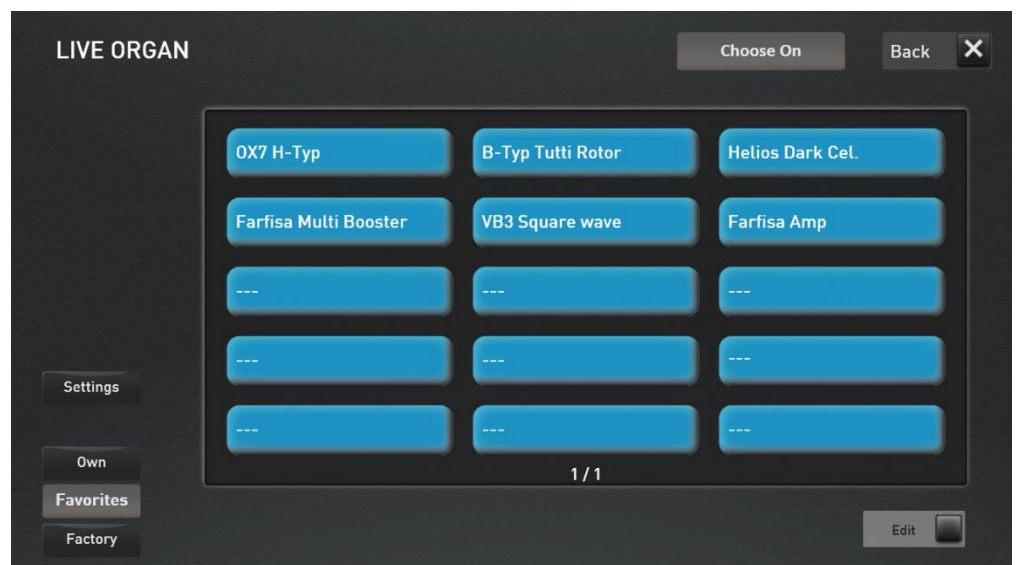 LIVE ORGAN
Choose On
Back
OX7 H-Typ
B-Typ Tutti Rotor
Helios Dark Cel.
Farfisa Multi Booster
VB3 Square wave
Farfisa Amp
---
---
---
---
---
---
---
---
---
Settings
Own
1 / 1
Favorites
Factory
Edit